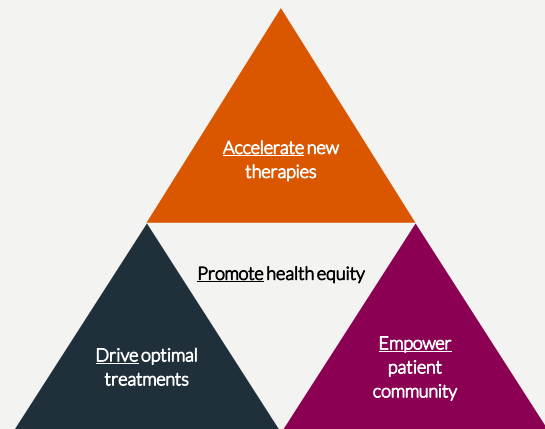 Accelerate new
therapies
Promote health equity
Drive optimal
treatments
Empower
patient
community